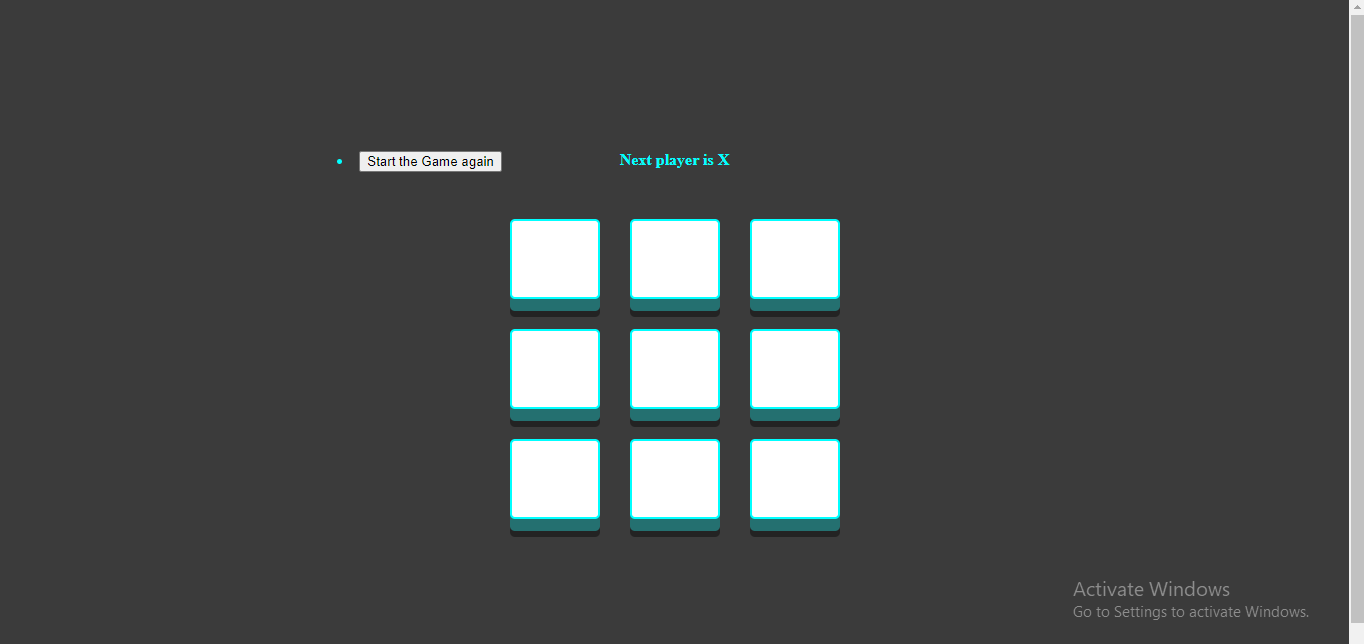 Start the Game again
Next player is X
Activate Windows
Go to Settings to activate Windows.